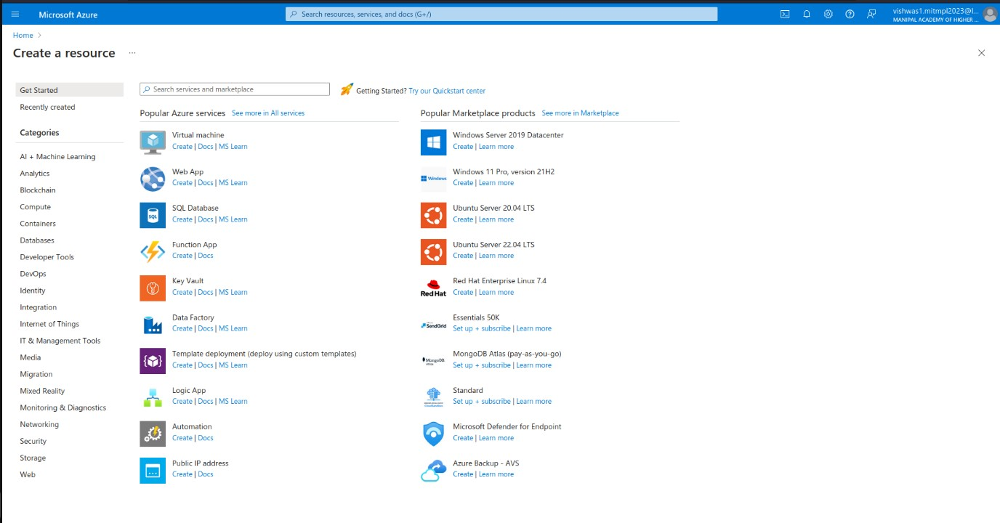 Microsoft Azure
Search resources, services, and docs (G+/)
vishwas1.mitmpl2023@l...
MANIPAL ACADEMY OF HIGHER ...
Home
Create a resource
...
Get Started
Recently created
Categories
AI + Machine Learning
Analytics
Blockchain
Compute
Containers
Databases
Developer Tools
DevOps
Identity
Integration
Internet of Things
IT & Management Tools
Media
Migration
Mixed Reality
Monitoring & Diagnostics
Networking
Security
Storage
Web
Search services and marketplace
Getting Started? Try our Quickstart center
Popular Azure services See more in All services
Virtual machine
Create | Docs | MS Learn
Web App
Create | Docs | MS Learn
SQL
SQL Database
Create | Docs | MS Learn
Function App
Create | Docs
Key Vault
Create | Docs | MS Learn
Data Factory
Create | Docs | MS Learn
Template deployment (deploy using custom templates)
Create | Docs | MS Learn
Logic App
Create | Docs | MS Learn
Automation
Create | Docs
Public IP address
Create | Docs
Popular Marketplace products See more in Marketplace
Windows Server 2019 Datacenter
Create | Learn more
Windows
Windows 11 Pro, version 21H2
Create | Learn more
Ubuntu Server 20.04 LTS
Create | Learn more
Ubuntu Server 22.04 LTS
Create | Learn more
Red Hat
Red Hat Enterprise Linux 7.4
Create | Learn more
SendGrid
Essentials 50K
Set up + subscribe | Learn more
MongoDB
Atlas
MongoDB Atlas (pay-as-you-go)
Set up + subscribe | Learn more
Standard
Set up + subscribe | Learn more
Microsoft Defender for Endpoint
Create | Learn more
Azure Backup - AVS
Create | Learn more